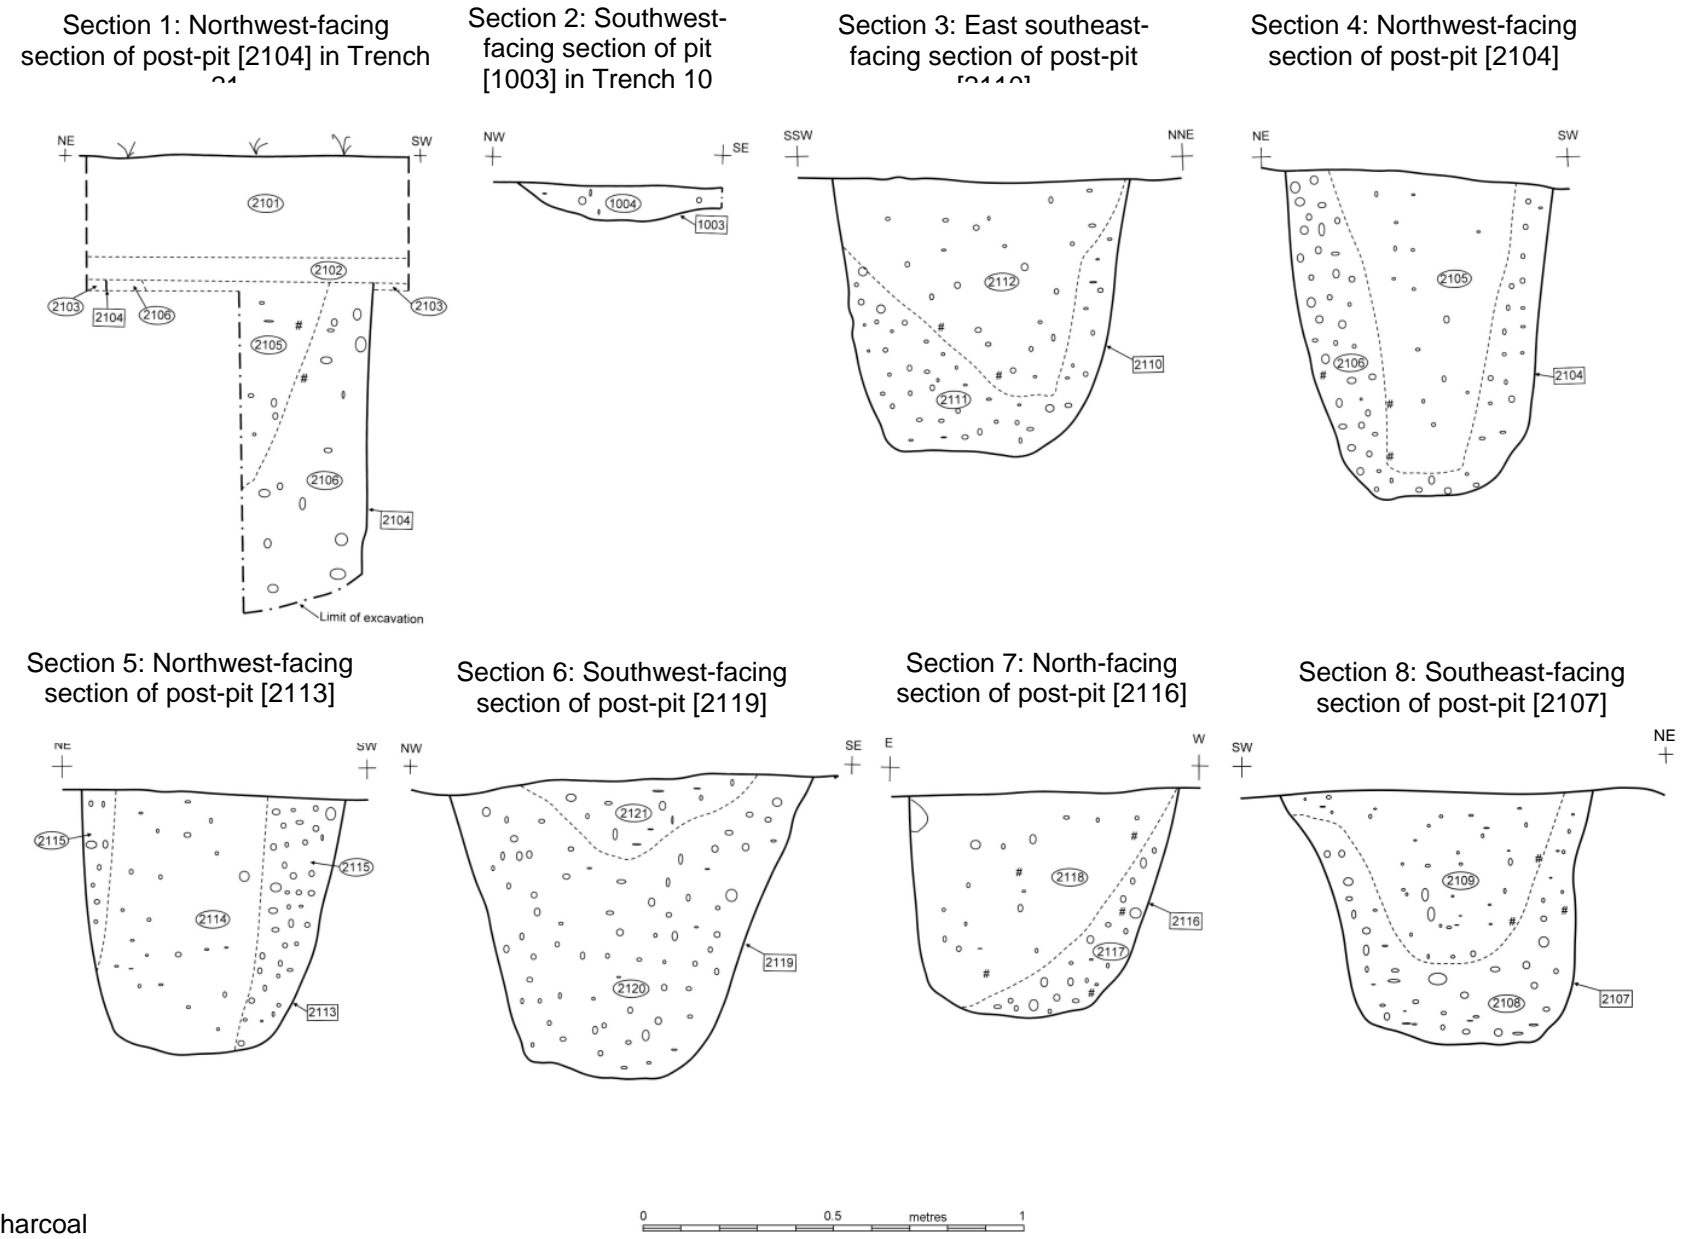 Section 1: Northwest-facing
section of post-pit [2104] in Trench
21
Section 2: Southwest-
facing section of pit
[1003] in Trench 10
Section 3: East southeast-
facing section of post-pit
[2110]
Section 4: Northwest-facing
section of post-pit [2104]
NE
SW
2101
2102
2103
2104
2106
2103
2105
2106
2104
Limit of excavation
NW
SE
1004
1003
SSW
NNE
2112
2110
2111
NE
SW
2105
2106
2104
Section 5: Northwest-facing
section of post-pit [2113]
Section 6: Southwest-facing
section of post-pit [2119]
Section 7: North-facing
section of post-pit [2116]
Section 8: Southeast-facing
section of post-pit [2107]
NE
SW
2115
2115
2114
2113
NW
SE
2121
2119
2120
E
W
2118
2116
2117
SW
NE
2109
2108
2107
harcoal
0
0.5
metres
1